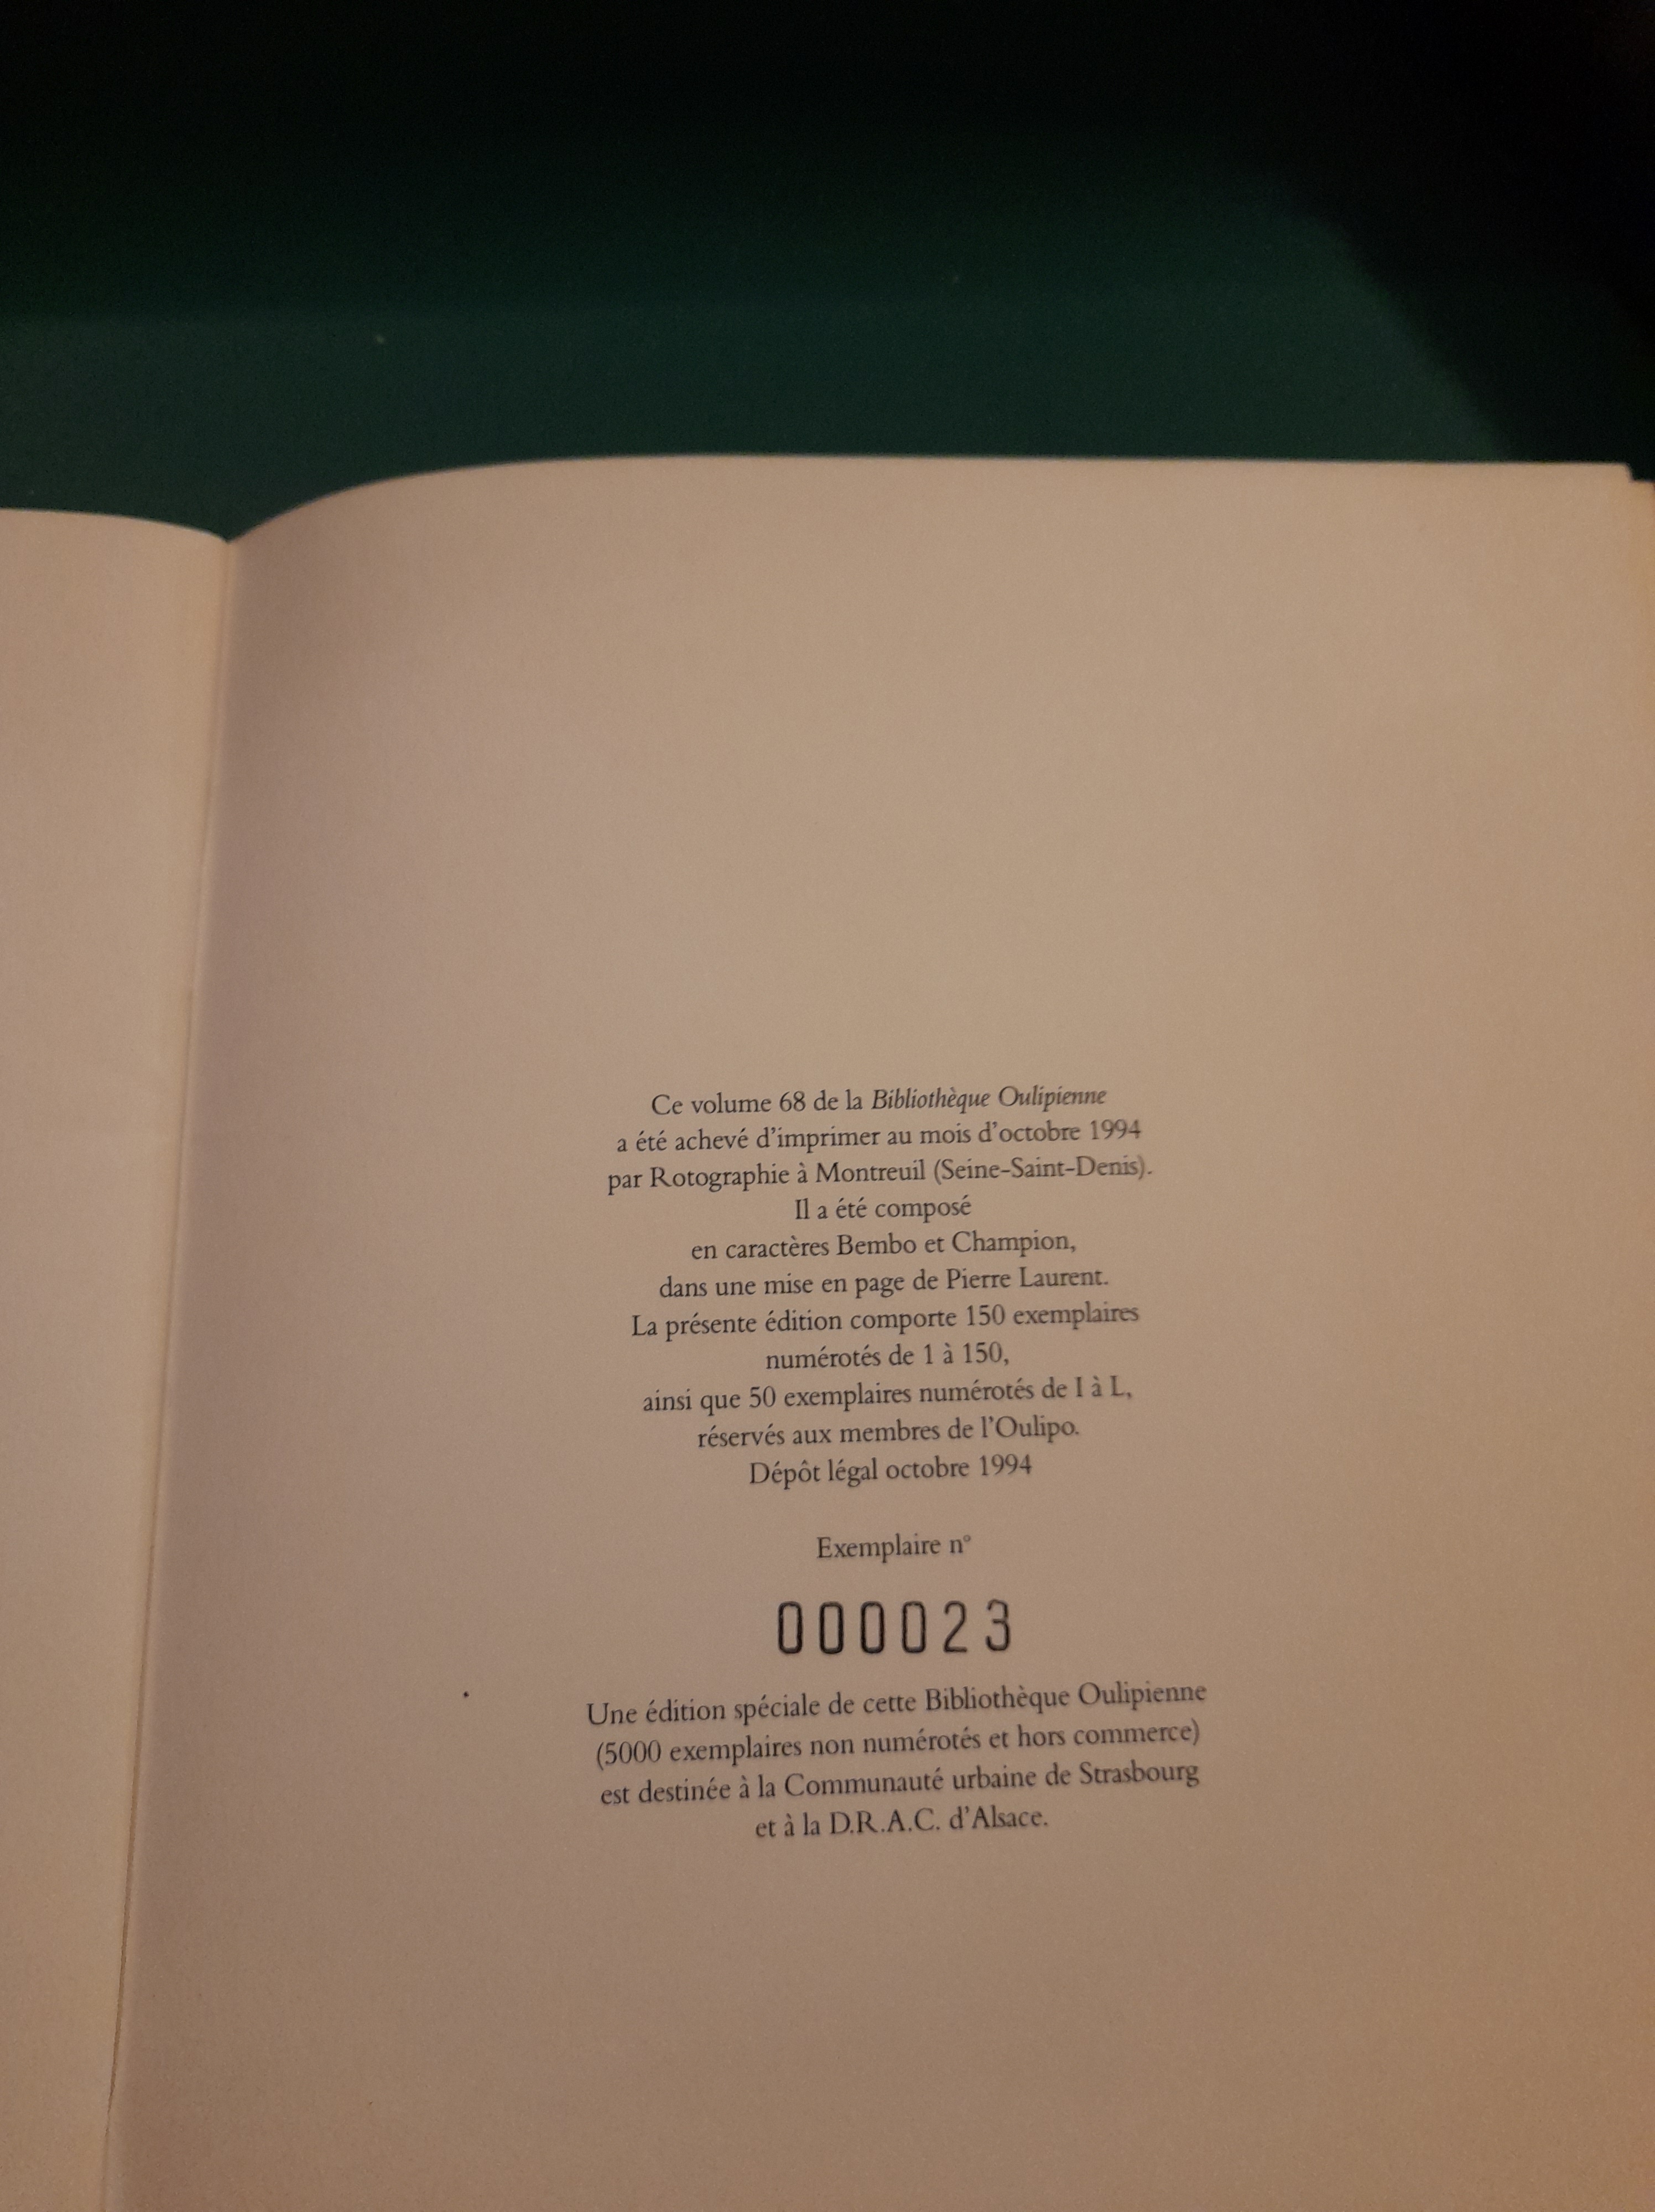 Ce volume 68 de la Bibliothèque Oulipienne
a été achevé d'imprimer au mois d'octobre 1994
par Rotographie à Montreuil (Seine-Saint-Denis).
Il a été composé
en caractères Bembo et Champion,
dans une mise en page de Pierre Laurent.
La présente édition comporte 150 exemplaires
numérotés de 1 à 150,
ainsi que 50 exemplaires numérotés de I à L,
réservés aux membres de l'Oulipo.
Dépôt légal octobre 1994
Exemplaire n°
000023
Une édition spéciale de cette Bibliothèque Oulipienne
(5000 exemplaires non numérotés et hors commerce)
est destinée à la Communauté urbaine de Strasbourg
et à la D.R.A.C. d'Alsace.